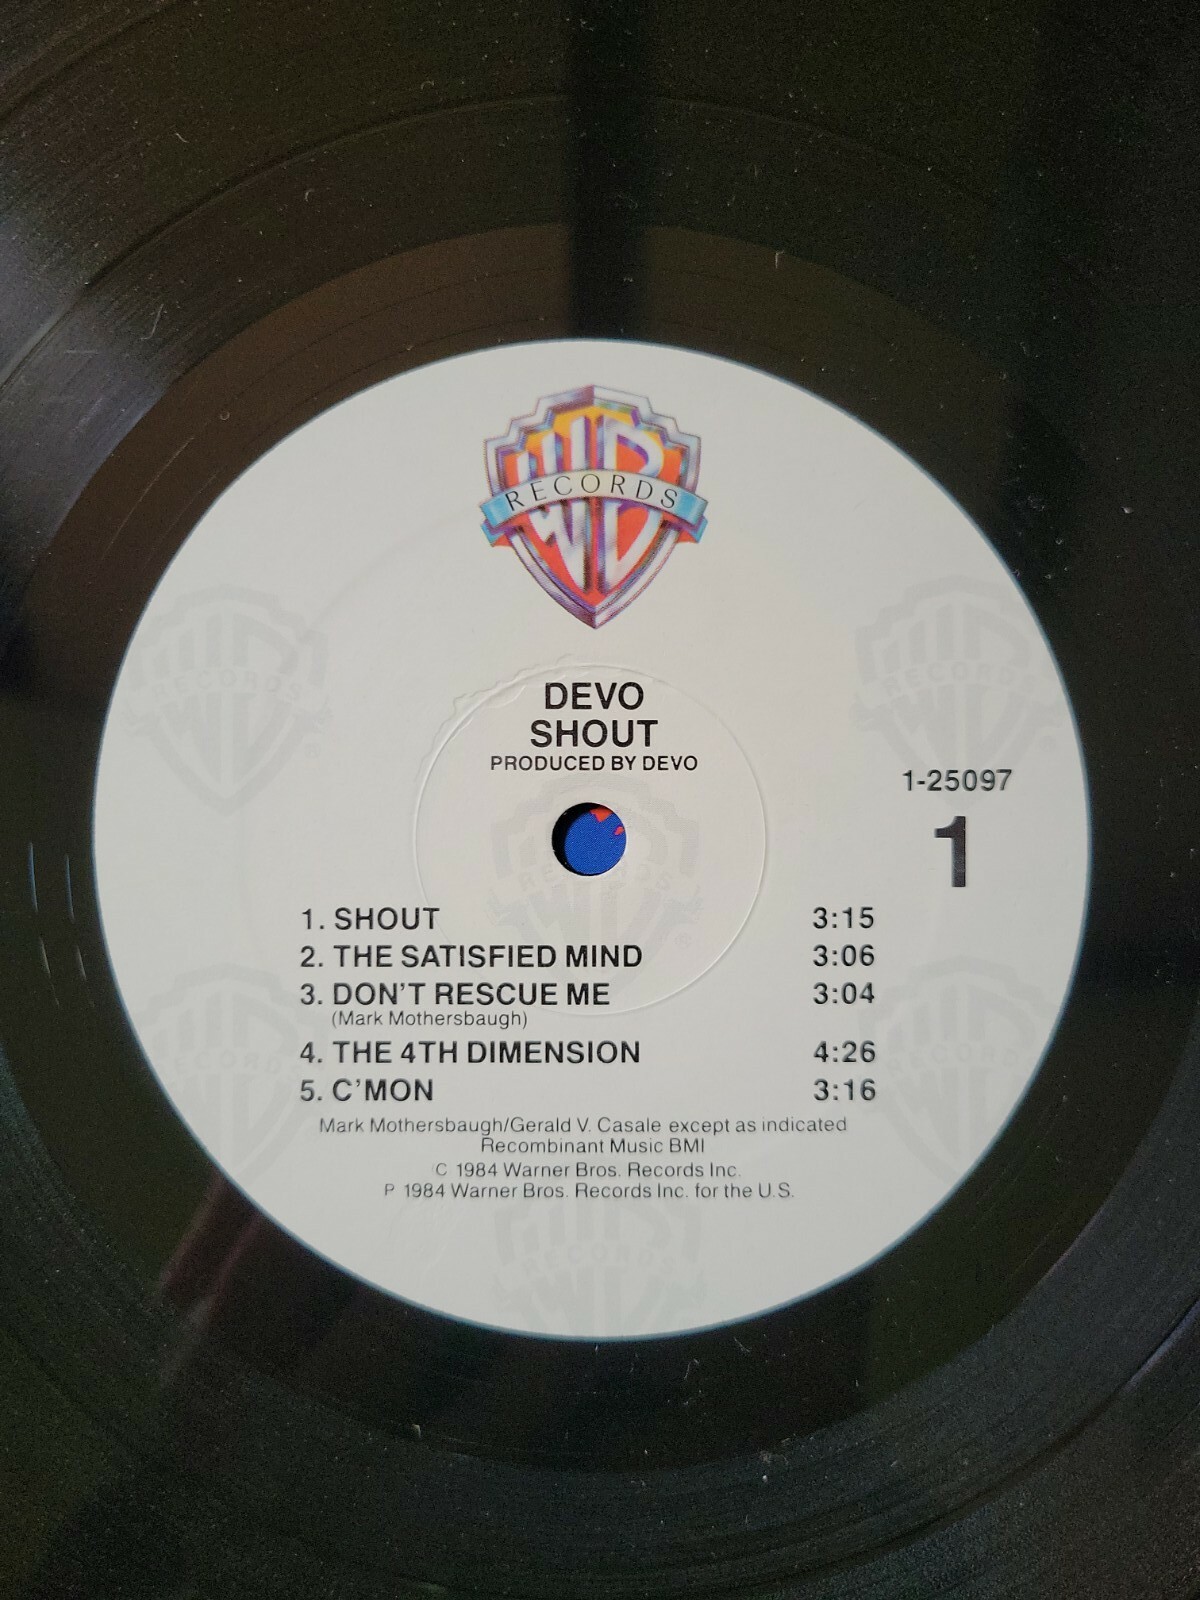 WB
RECORDS
DEVO
SHOUT
PRODUCED BY DEVO
1-25097
1
1. SHOUT 3:15
2. THE SATISFIED MIND 3:06
3. DON'T RESCUE ME 3:04
(Mark Mothersbaugh)
4. THE 4TH DIMENSION 4:26
5. C'MON 3:16
Mark Mothersbaugh/Gerald V. Casale except as indicated
Recombinant Music BMI
C 1984 Warner Bros. Records Inc.
P 1984 Warner Bros. Records Inc. for the U.S.